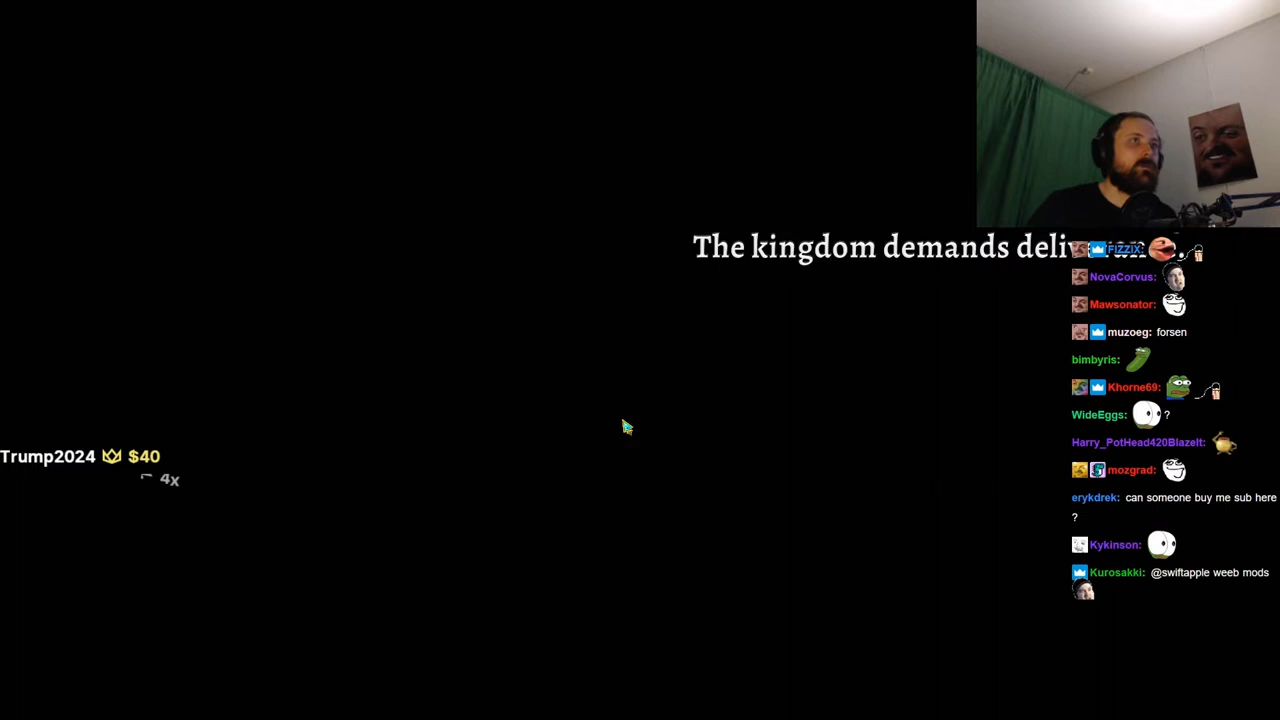 The kingdom demands
FIZZIX:
NovaCorvus:
Mawsonator:
muzoeg: forsen
bimbyris:
Khorne69:
WideEggs: ?
Harry_PotHead420BlazeIt:
mozgrad:
erykdrek: can someone buy me sub here
?
Kykinson:
Kurosakki: @swiftapple weeb mods
Trump2024 $40
4x